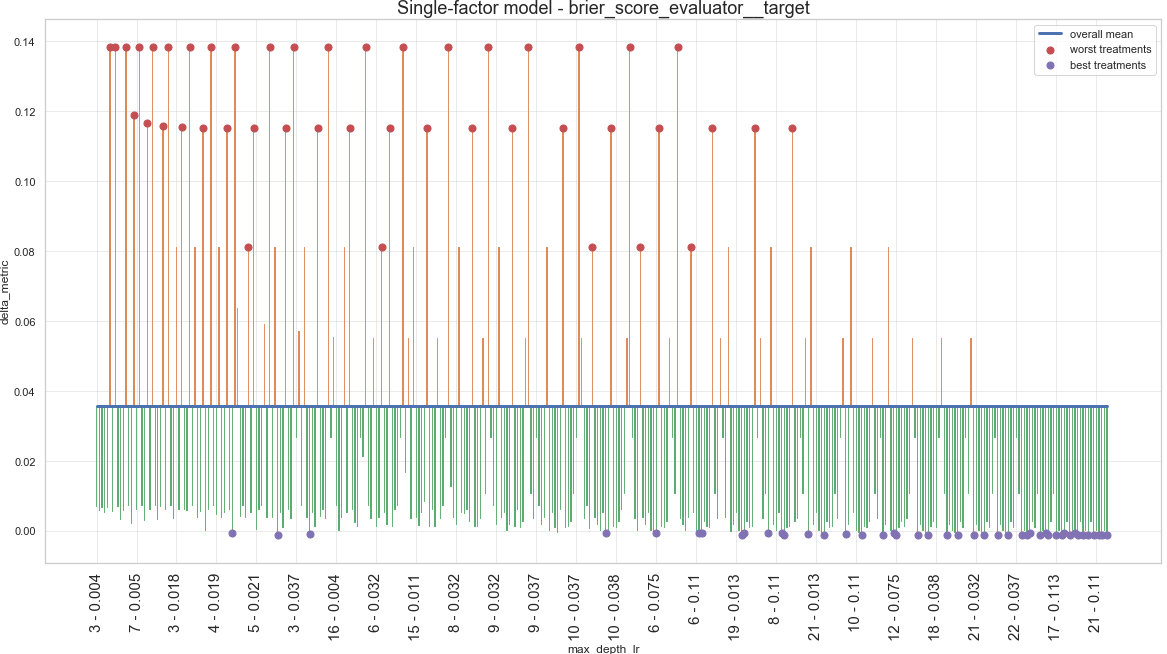 Single-factor model - brier_score_evaluator__target
overall mean
worst treatments
best treatments
delta_metric
0.14
0.12
0.10
0.08
0.06
0.04
0.02
0.00
3 - 0.004
7 - 0.005
3 - 0.018
4 - 0.019
5 - 0.021
3 - 0.037
16 - 0.004
6 - 0.032
15 - 0.011
8 - 0.032
9 - 0.032
9 - 0.037
10 - 0.037
10 - 0.038
6 - 0.075
6 - 0.111
19 - 0.013
8 - 0.111
21 - 0.013
10 - 0.11
12 - 0.075
18 - 0.038
21 - 0.032
22 - 0.037
17 - 0.113
21 - 0.11
max_depth_lr